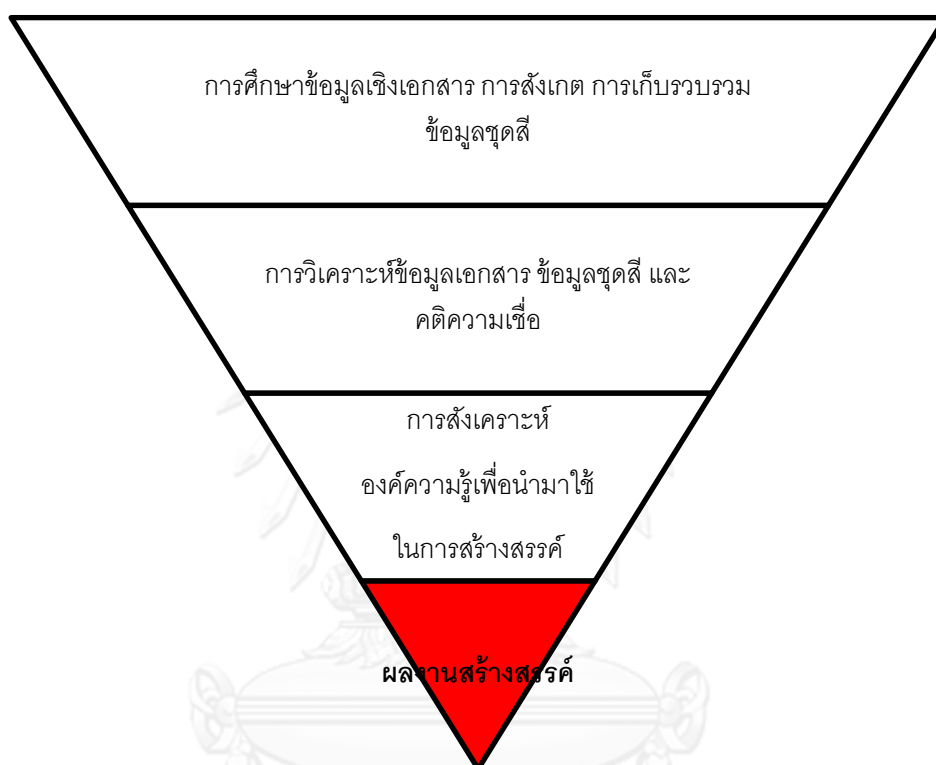 การศึกษาข้อมูลเชิงเอกสาร การสังเกต การเก็บรวบรวม
ข้อมูลชุดสี
การวิเคราะห์ข้อมูลเอกสาร ข้อมูลชุดสี และ
คติความเชื่อ
การสังเคราะห์
องค์ความรู้เพื่อนำมาใช้
ในการสร้างสรรค์
ผลงานสร้างสรรค์